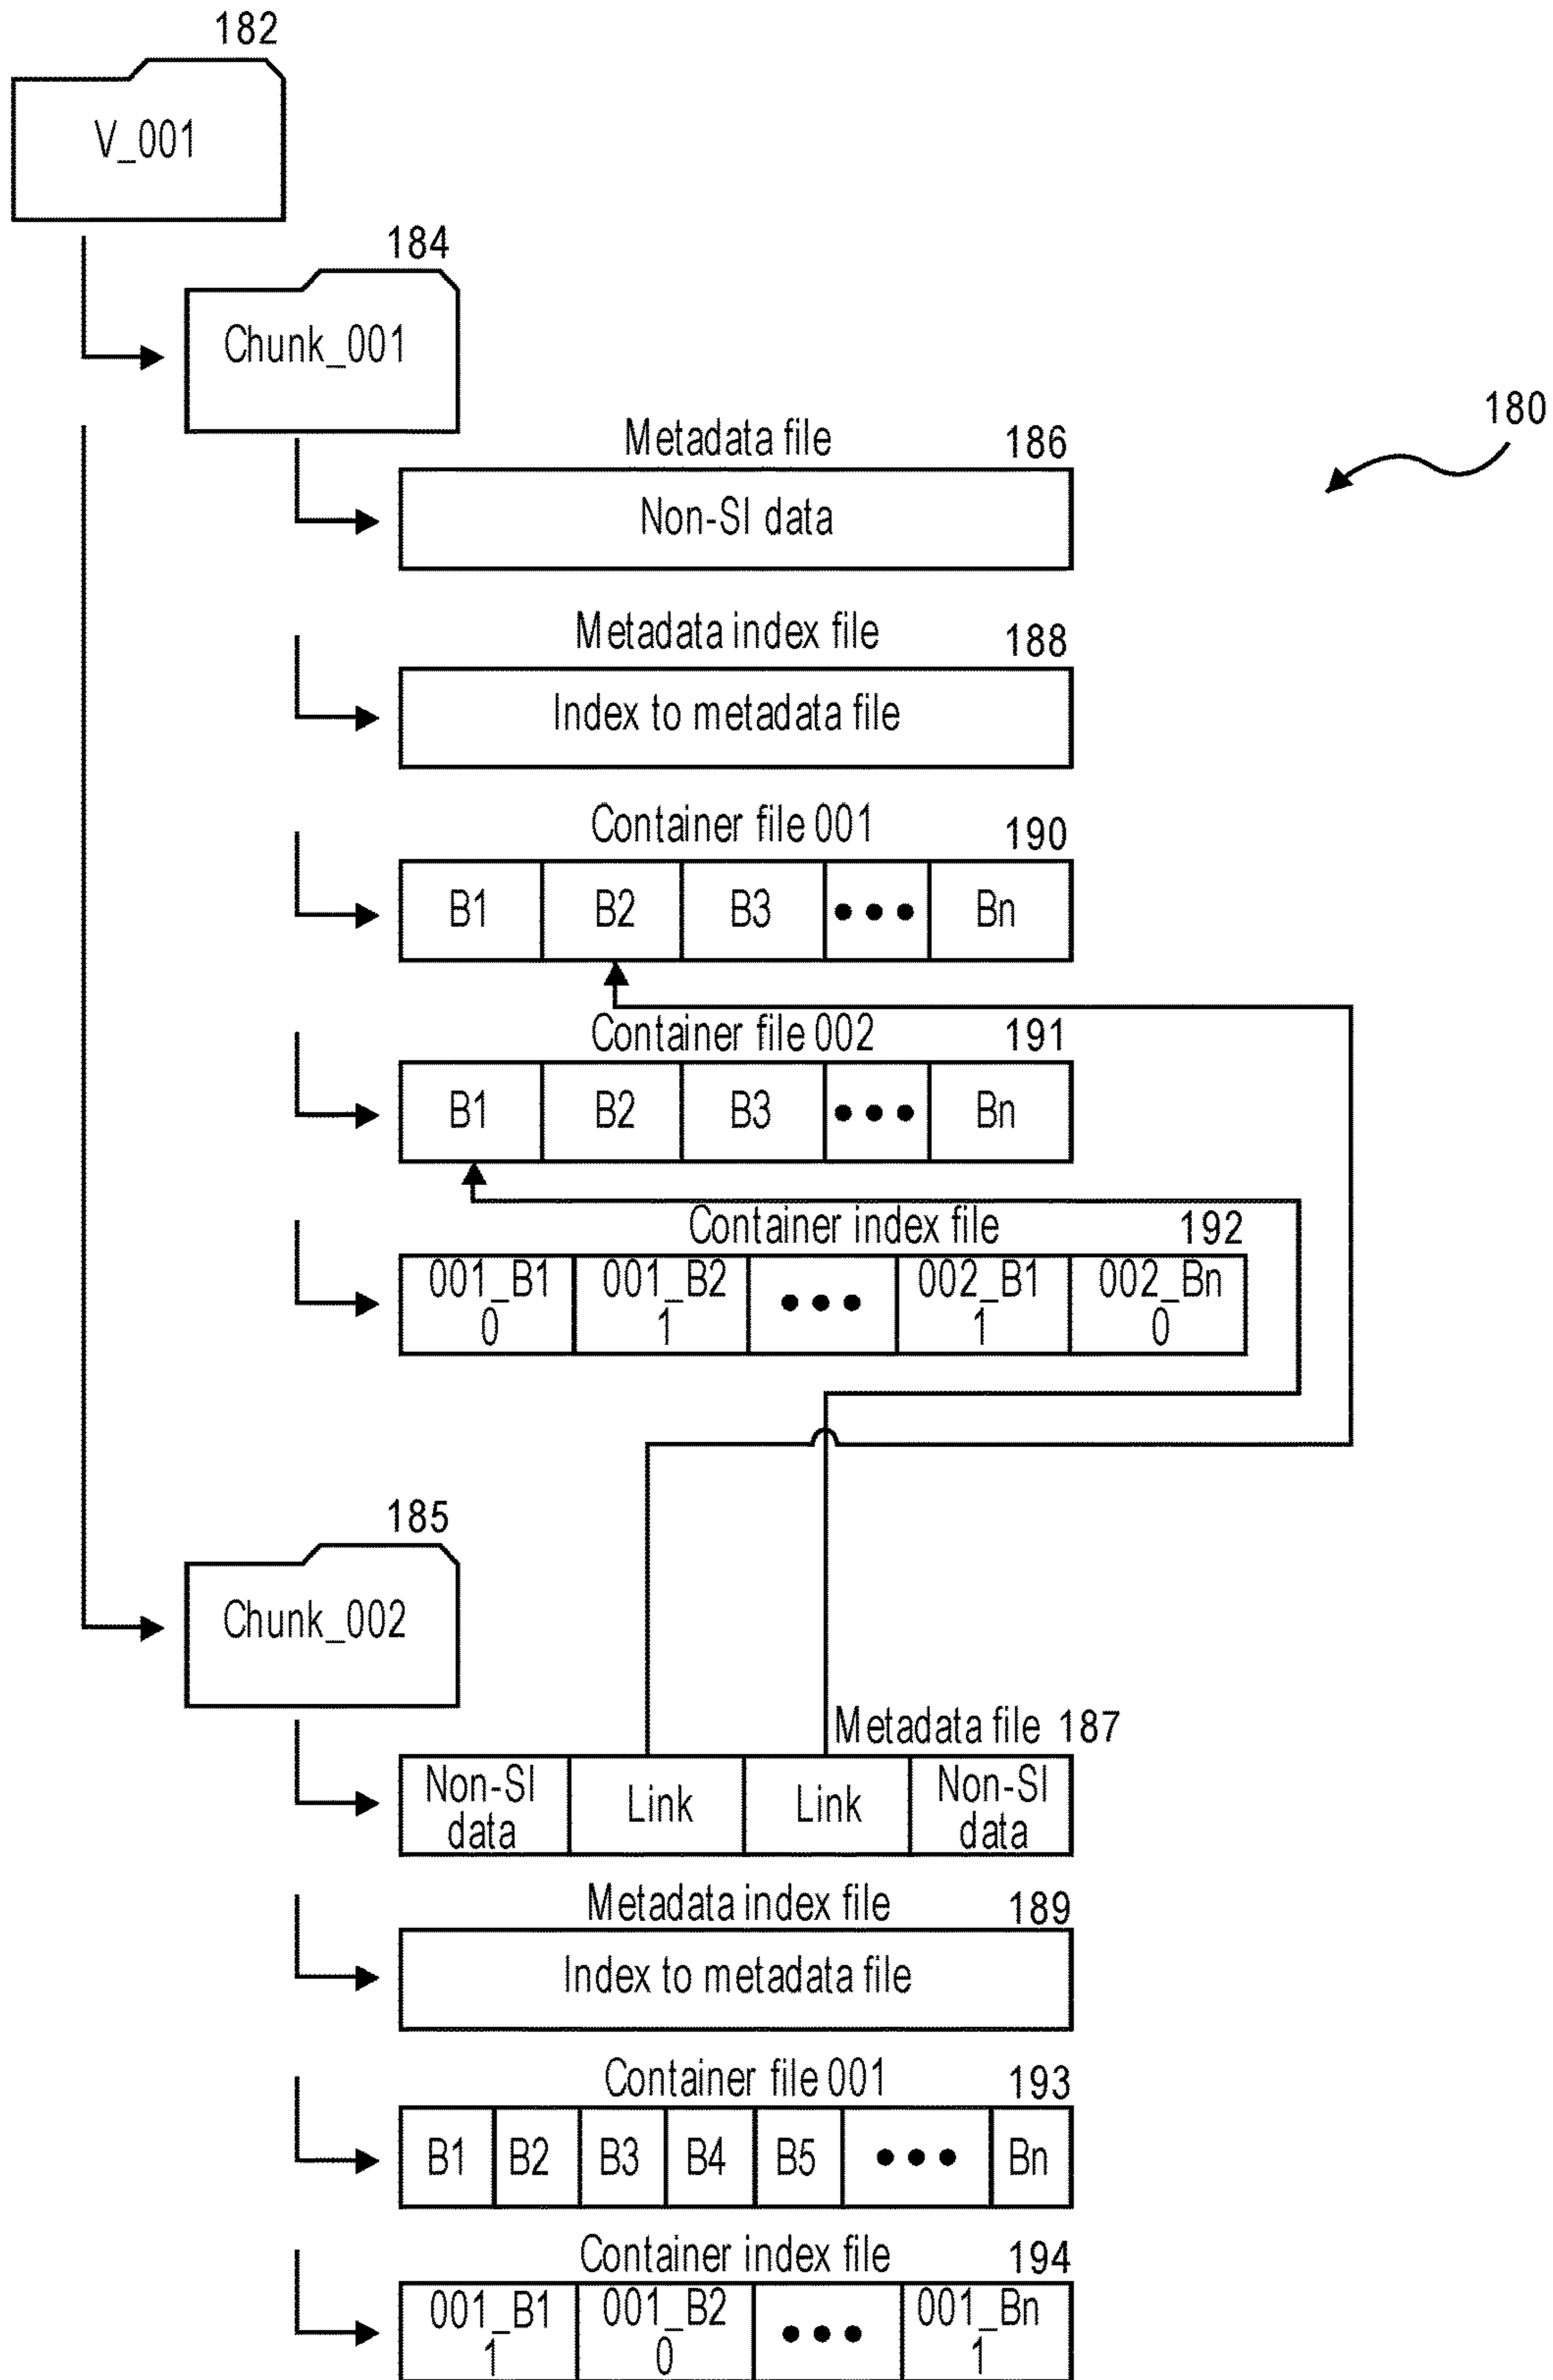 182
V_001
184
Chunk_001
180
Metadata file 186
Non-SI data
Metadata index file 188
Index to metadata file
Container file 001 190
B1 B2 B3 ••• Bn
Container file 002 191
B1 B2 B3 ••• Bn
Container index file 192
001_B1 001_B2 ••• 002_B1 002_Bn
0 1 1 0
185
Chunk_002
Metadata file 187
Non-SI Link Link Non-SI
data data
Metadata index file 189
Index to metadata file
Container file 001 193
B1 B2 B3 B4 B5 ••• Bn
Container index file 194
001_B1 001_B2 ••• 001_Bn
1 0 1